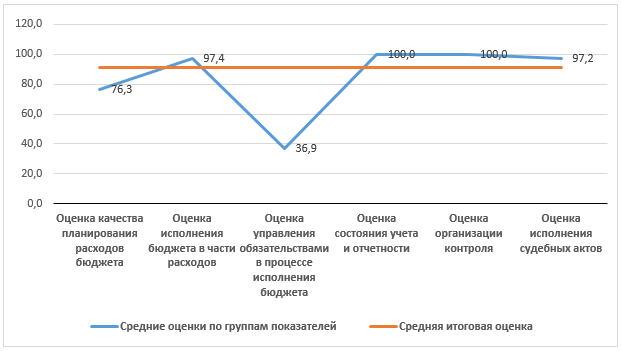 120,0
100,0
80,0
60,0
40,0
20,0
0,0
76,3
97,4
36,9
100,0
100,0
97,2
Оценка качества
планирования
расходов
бюджета
Оценка
исполнения
бюджета в части
расходов
Оценка
управления
обязательствами
в процессе
исполнения
бюджета
Оценка
состояния учета
и отчетности
Оценка
организации
контроля
Оценка
исполнения
судебных актов
Средние оценки по группам показателей
Средняя итоговая оценка